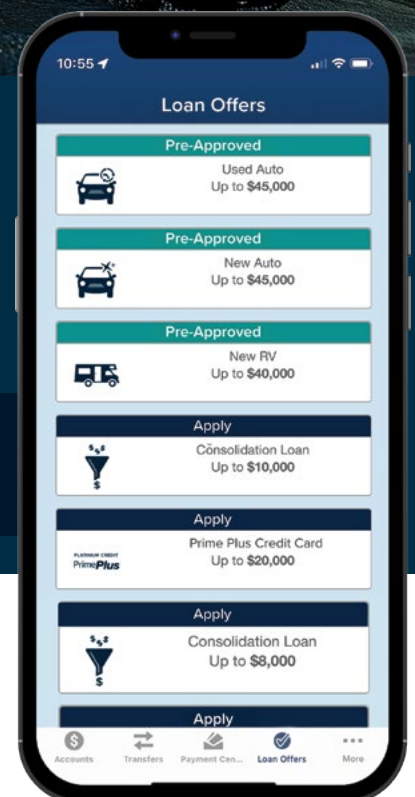 10:55
Loan Offers
Pre-Approved
Used Auto
Up to $45,000
Pre-Approved
New Auto
Up to $45,000
Pre-Approved
New RV
Up to $40,000
Apply
Consolidation Loan
Up to $10,000
Apply
PLATINUM CREDIT
PrimePlus
Prime Plus Credit Card
Up to $20,000
Apply
Consolidation Loan
Up to $8,000
Apply
Accounts Transfers Payment Cen... Loan Offers More